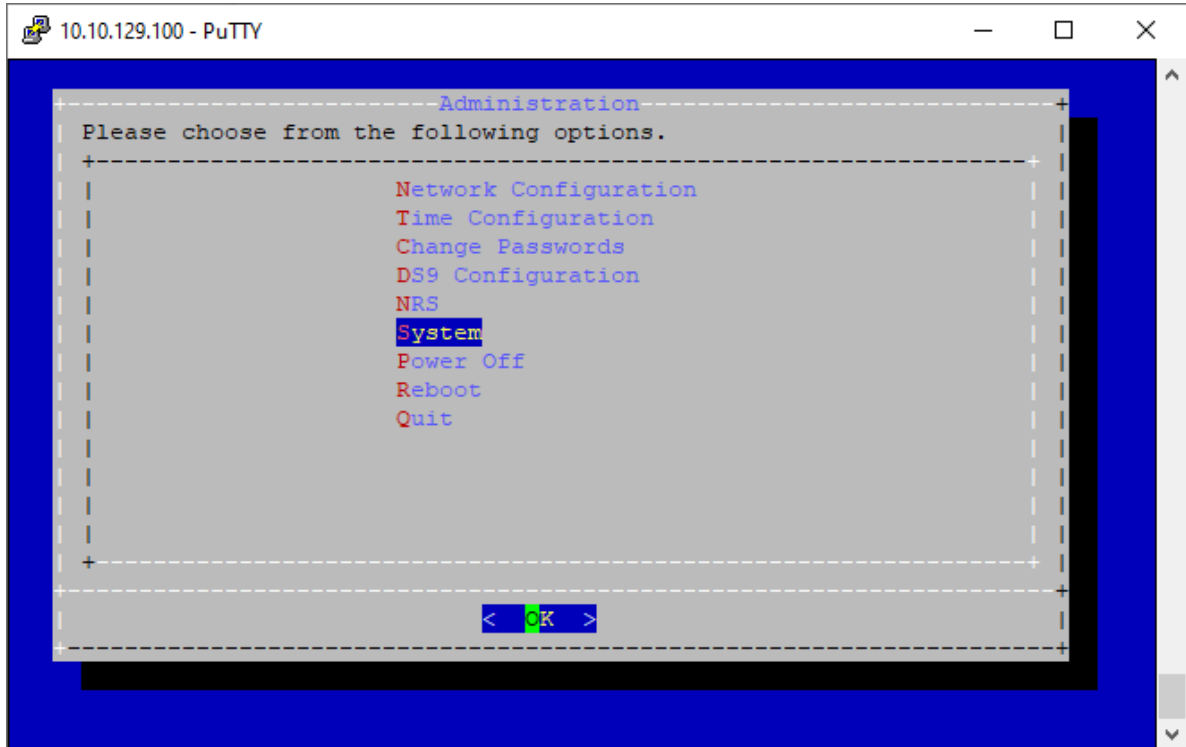 10.10.129.100 - PuTTY
Administration
Please choose from the following options.
Network Configuration
Time Configuration
Change Passwords
DS9 Configuration
NRS
System
Power Off
Reboot
Quit
< OK >